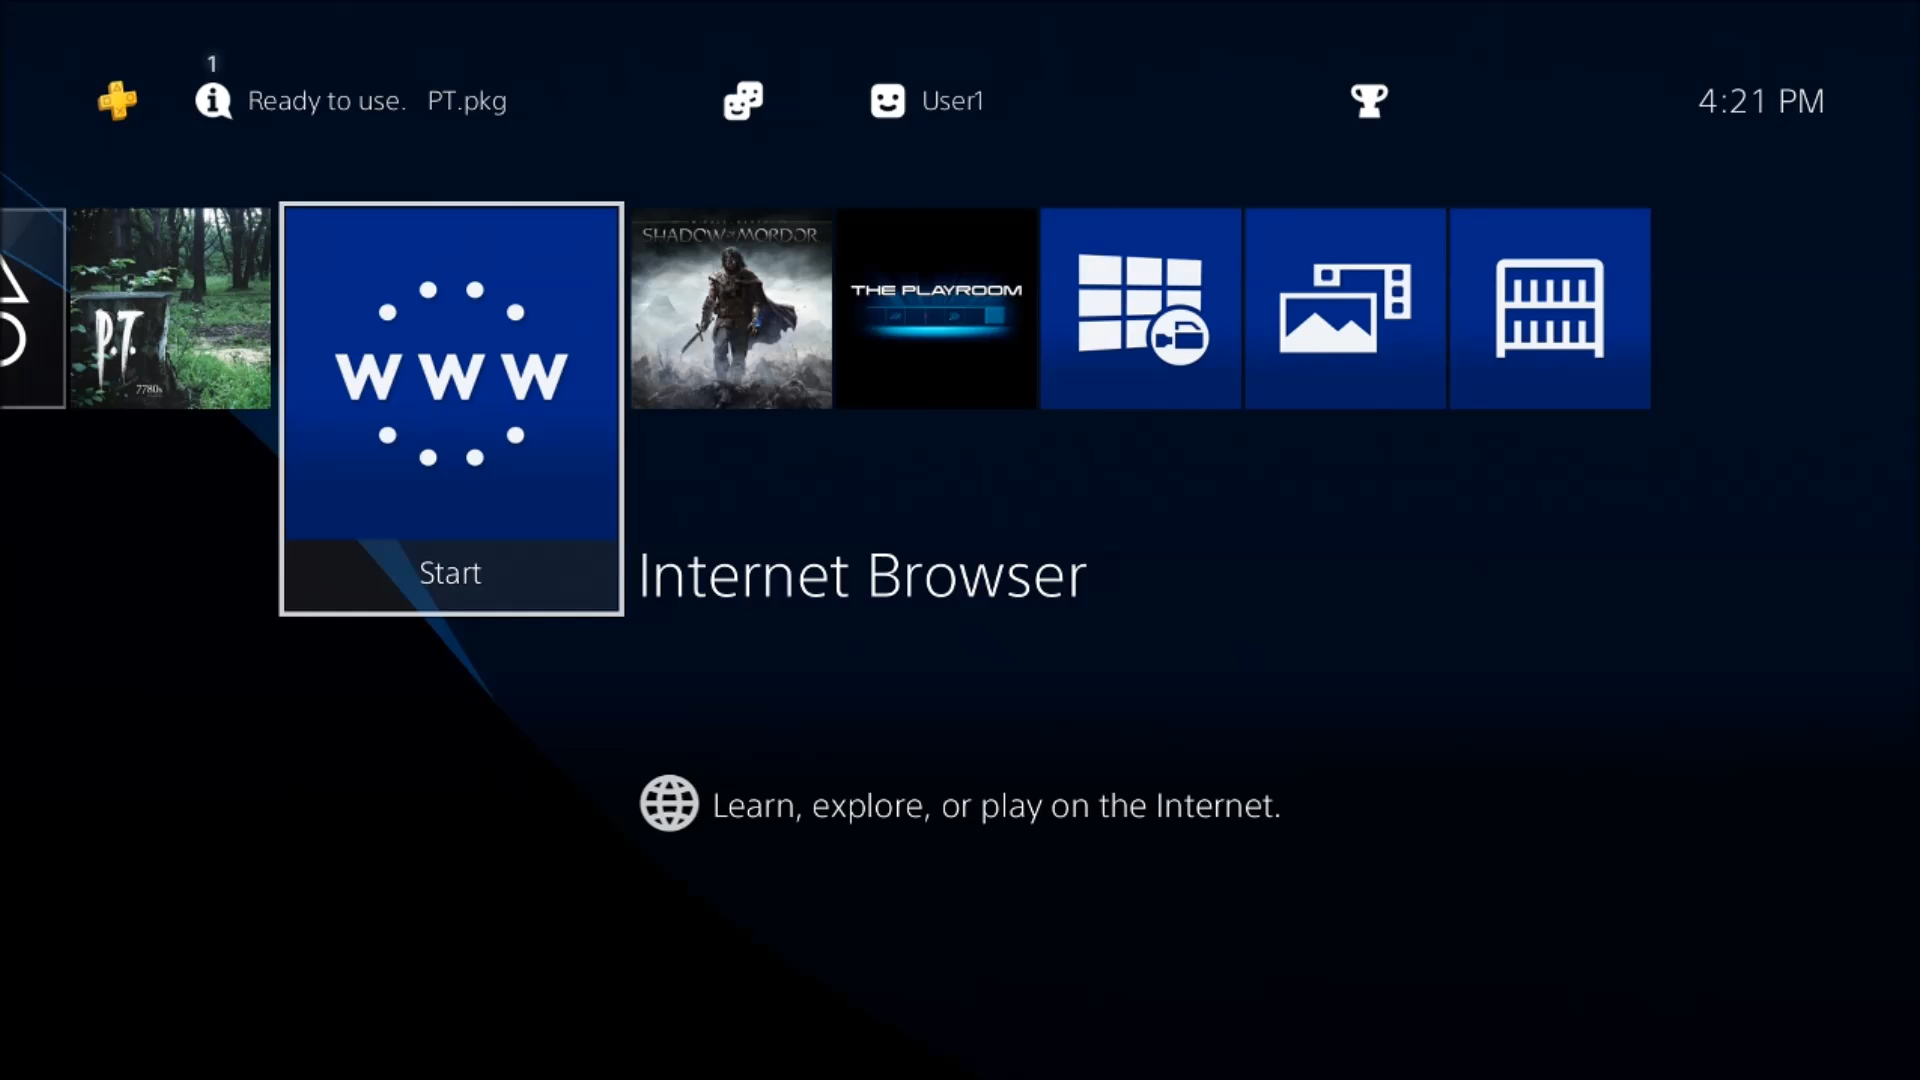 1
Ready to use. PT.pkg
User1
4:21 PM
P.T.
7780s
WWW
SHADOW OF MORDOR
THE PLAYROOM
Start
Internet Browser
Learn, explore, or play on the Internet.